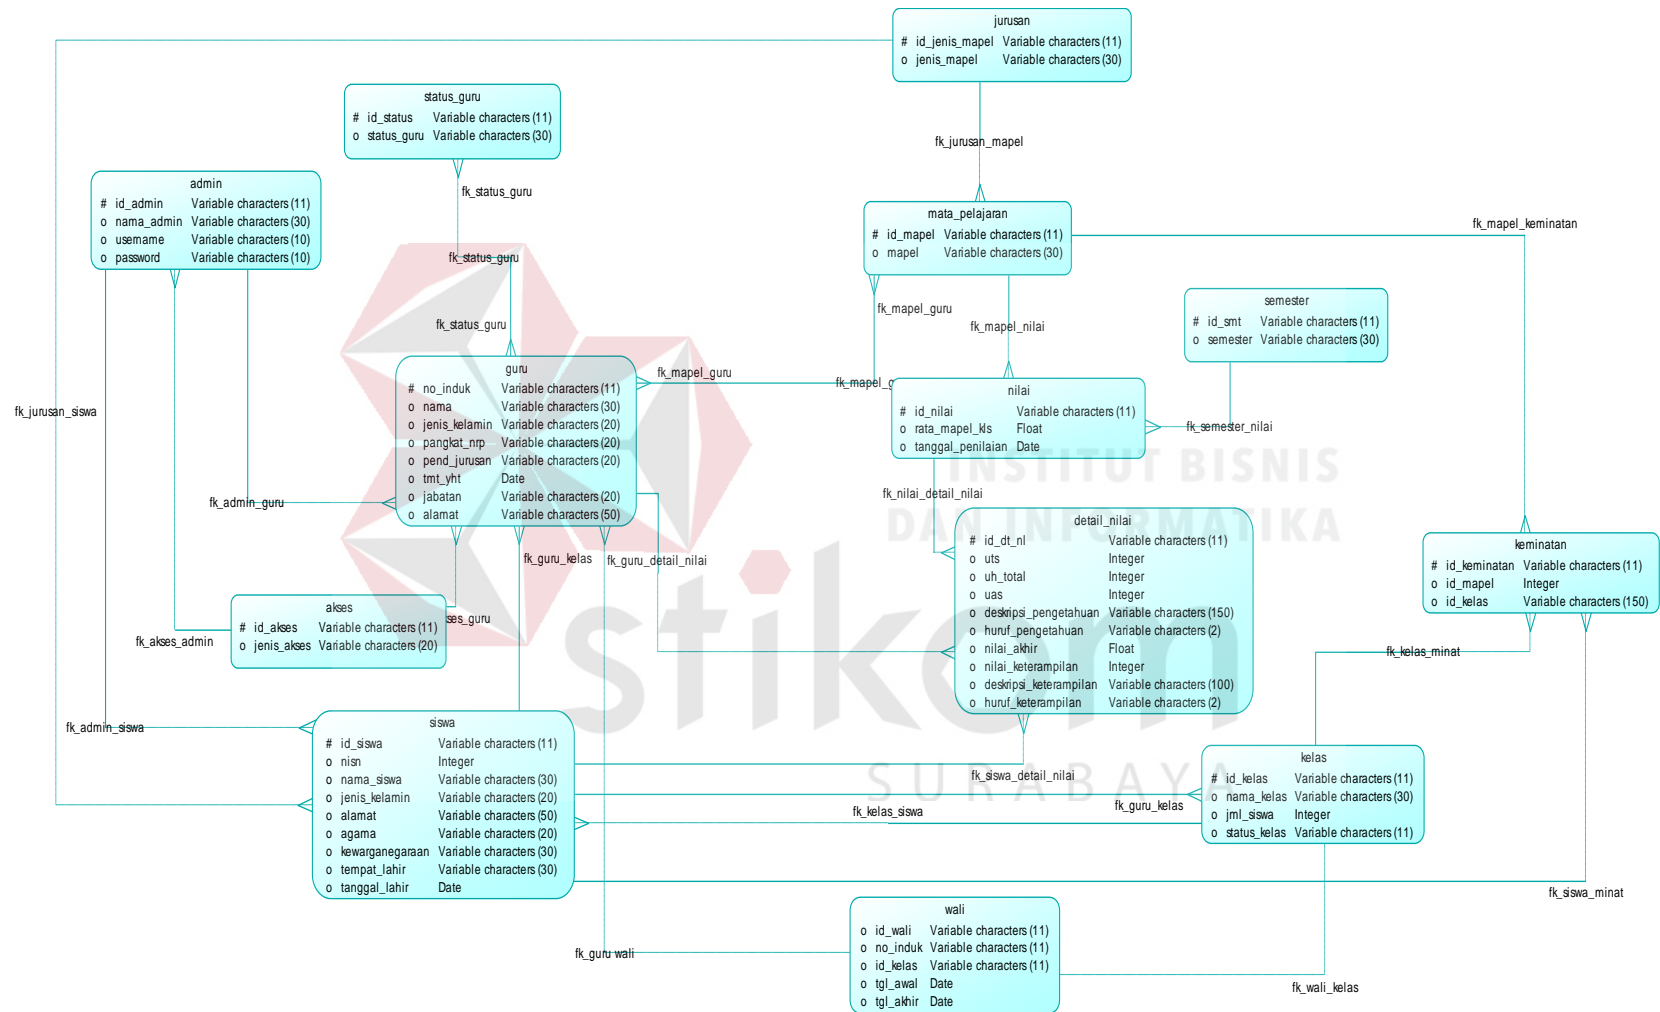 jurusan
# id_jenis_mapel Variable characters (11)
o jenis_mapel Variable characters (30)
status_guru
# id_status Variable characters (11)
o status_guru Variable characters (30)
fk_jurusan_mapel
admin
# id_admin Variable characters (11)
o nama_admin Variable characters (30)
o username Variable characters (10)
o password Variable characters (10)
fk_status_guru
mata_pelajaran
# id_mapel Variable characters (11)
o mapel Variable characters (30)
fk_mapel_keminatan
fk_status_guru
semester
# id_smt Variable characters (11)
o semester Variable characters (30)
fk_mapel_guru
fk_status_guru
fk_mapel_nilai
guru
# no_induk Variable characters (11)
o nama Variable characters (30)
o jenis_kelamin Variable characters (20)
o pangkat_nrp Variable characters (20)
o pend_jurusan Variable characters (20)
o tmt_yht Date
o jabatan Variable characters (20)
o alamat Variable characters (50)
fk_mapel_guru
fk_mapel_g
nilai
# id_nilai Variable characters (11)
o rata_mapel_kls Float
o tanggal_penilaian Date
fk_jurusan_siswa
fk_semester_nilai
INSTITUT BISNIS
DAN INFORMATIKA
fk_admin_guru
fk_nilai_detail_nilai
detail_nilai
# id_dt_nl Variable characters (11)
o uts Integer
o uh_total Integer
o uas Integer
o deskripsi_pengetahuan Variable characters (150)
o huruf_pengetahuan Variable characters (2)
o nilai_akhir Float
o nilai_keterampilan Integer
o deskripsi_keterampilan Variable characters (100)
o huruf_keterampilan Variable characters (2)
keminatan
# id_keminatan Variable characters (11)
o id_mapel Integer
o id_kelas Variable characters (150)
fk_guru_kelas
fk_guru_detail_nilai
akses
# id_akses Variable characters (11)
o jenis_akses Variable characters (20)
ses_guru
fk_akses_admin
stikom
fk_kelas_minat
fk_admin_siswa
siswa
# id_siswa Variable characters (11)
o nisn Integer
o nama_siswa Variable characters (30)
o jenis_kelamin Variable characters (20)
o alamat Variable characters (50)
o agama Variable characters (20)
o kewarganegaraan Variable characters (30)
o tempat_lahir Variable characters (30)
o tanggal_lahir Date
fk_siswa_detail_nilai
SURABAYA
kelas
# id_kelas Variable characters (11)
o nama_kelas Variable characters (30)
o jml_siswa Integer
o status_kelas Variable characters (11)
fk_guru_kelas
fk_kelas_siswa
fk_siswa_minat
wali
o id_wali Variable characters (11)
o no_induk Variable characters (11)
o id_kelas Variable characters (11)
o tgl_awal Date
o tgl_akhir Date
fk_guru wali
fk_wali_kelas